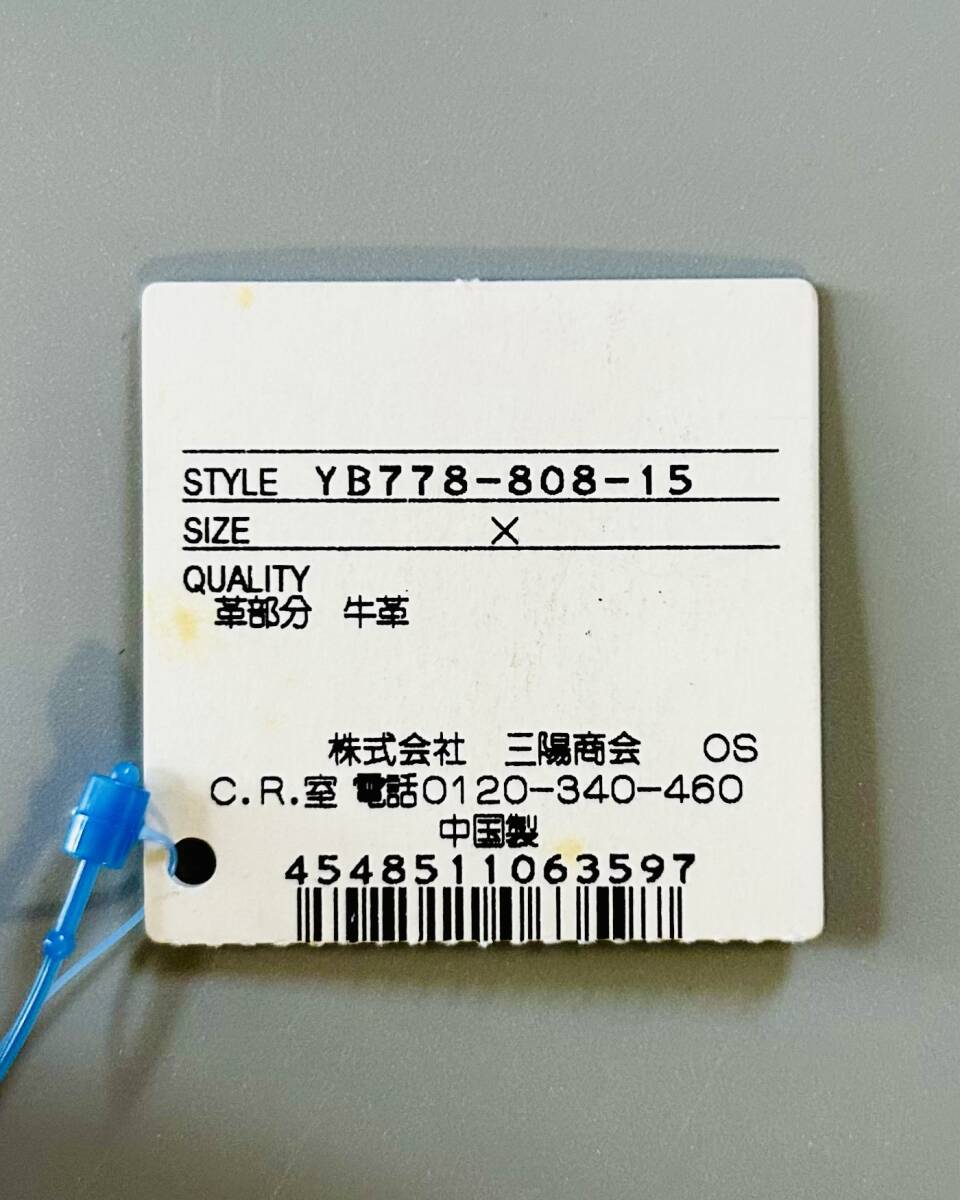 STYLE YB778-808-15
SIZE ×
QUALITY
革部分 牛革
株式会社 三陽商会 OS
C.R.室 電話0120-340-460
中国製
4548511063597